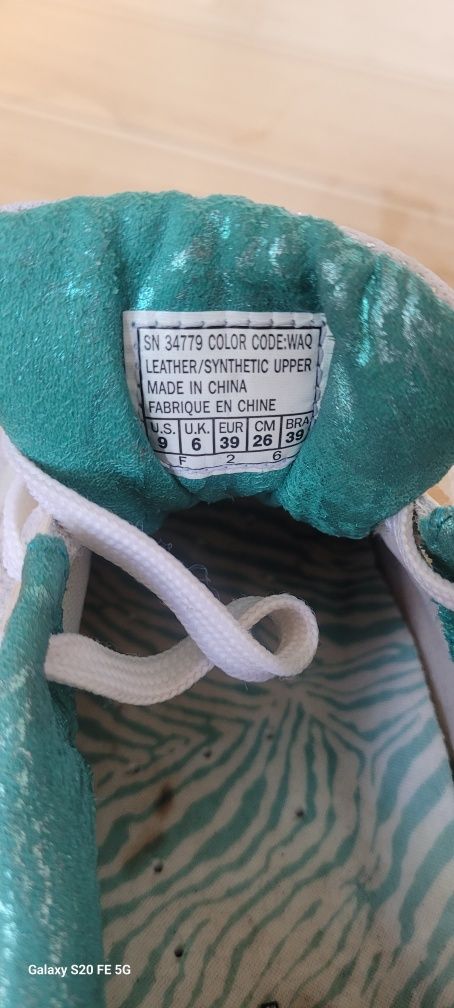 SN 34779 COLOR CODE:WAQ
LEATHER/SYNTHETIC UPPER
MADE IN CHINA
FABRIQUE EN CHINE
U.S. U.K. EUR CM BRA
9 6 39 26 39
F 2 6
Galaxy S20 FE 5G